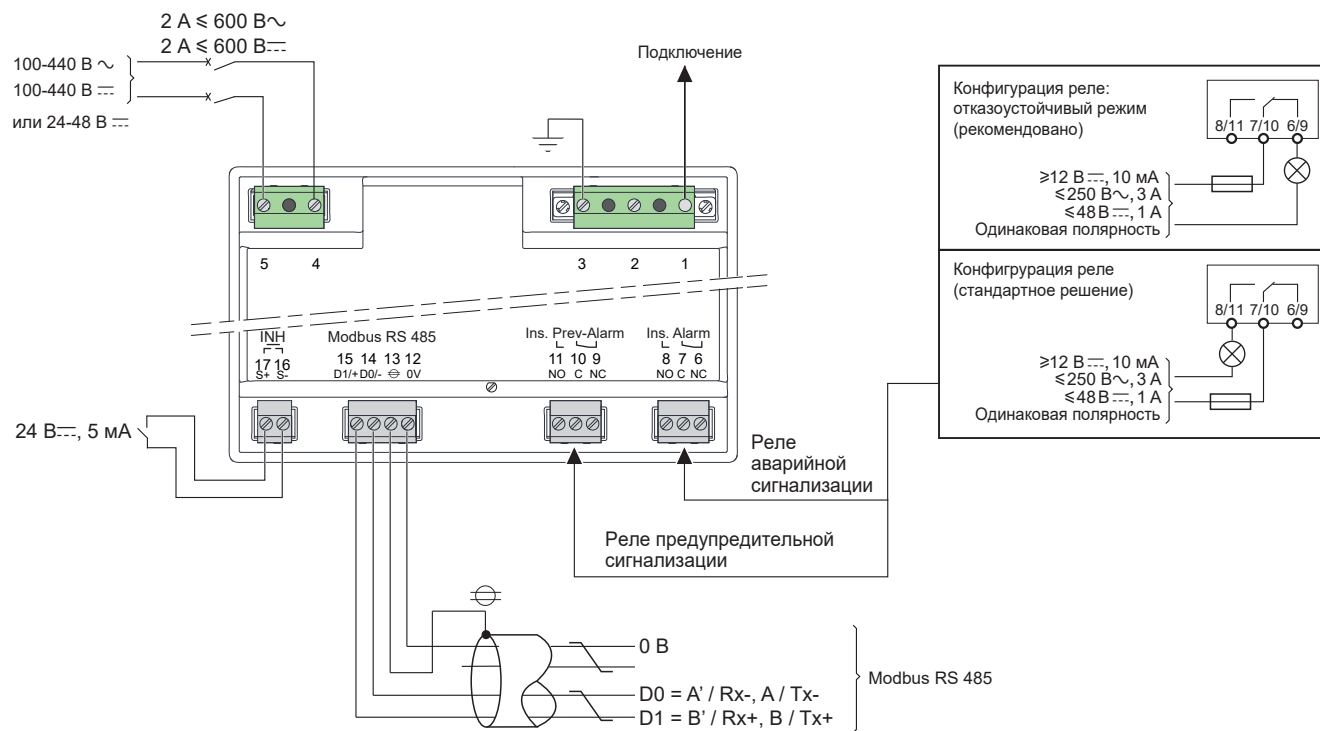 2 A ⩽ 600 В∼
2 A ⩽ 600 В⎓
100-440 В ∼
100-440 В ⎓
или 24-48 В ⎓
Подключение
5 4
3 2 1
INH
17 16
S+ S-
Modbus RS 485
15 14 13 12
D1/+ D0/- 0V
Ins. Prev-Alarm
11 10 9
NO C NC
Ins. Alarm
8 7 6
NO C NC
24 В⎓, 5 мА
Реле
аварийной
сигнализации
Реле предупредительной
сигнализации
0 В
D0 = A’ / Rx-, A / Tx-
D1 = B’ / Rx+, B / Tx+
Modbus RS 485
Конфигурация реле:
отказоустойчивый режим
(рекомендовано)
8/11 7/10 6/9
⩾12 В ⎓, 10 мА
⩽250 В∼, 3 А
⩽48 В ⎓, 1 А
Одинаковая полярность
Конфигрурация реле
(стандартное решение)
8/11 7/10 6/9
⩾12 В ⎓, 10 мА
⩽250 В∼, 3 А
⩽48 В ⎓, 1 А
Одинаковая полярность